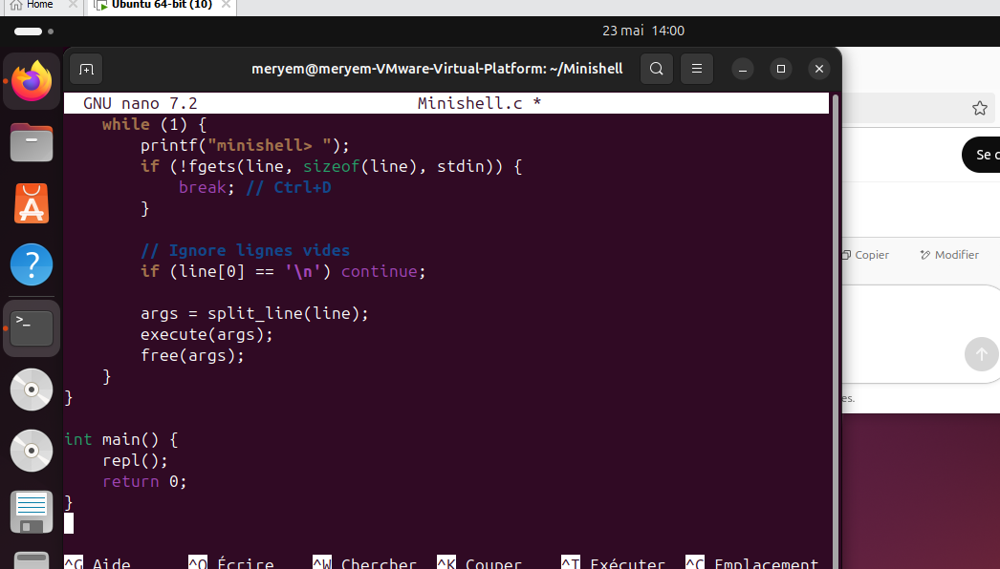 Home
Ubuntu 64-bit (10)
23 mai 14:00
meryem@meryem-VMware-Virtual-Platform: ~/Minishell
GNU nano 7.2 Minishell.c *
while (1) {
printf("minishell> ");
if (!fgets(line, sizeof(line), stdin)) {
break; // Ctrl+D
}
// Ignore lignes vides
if (line[0] == '\n') continue;
args = split_line(line);
execute(args);
free(args);
}
}
int main() {
repl();
return 0;
}
^G Aide ^O Écrire ^W Chercher ^K Couper ^T Exécuter ^C Emplacement
Se c
Copier Modifier
es.